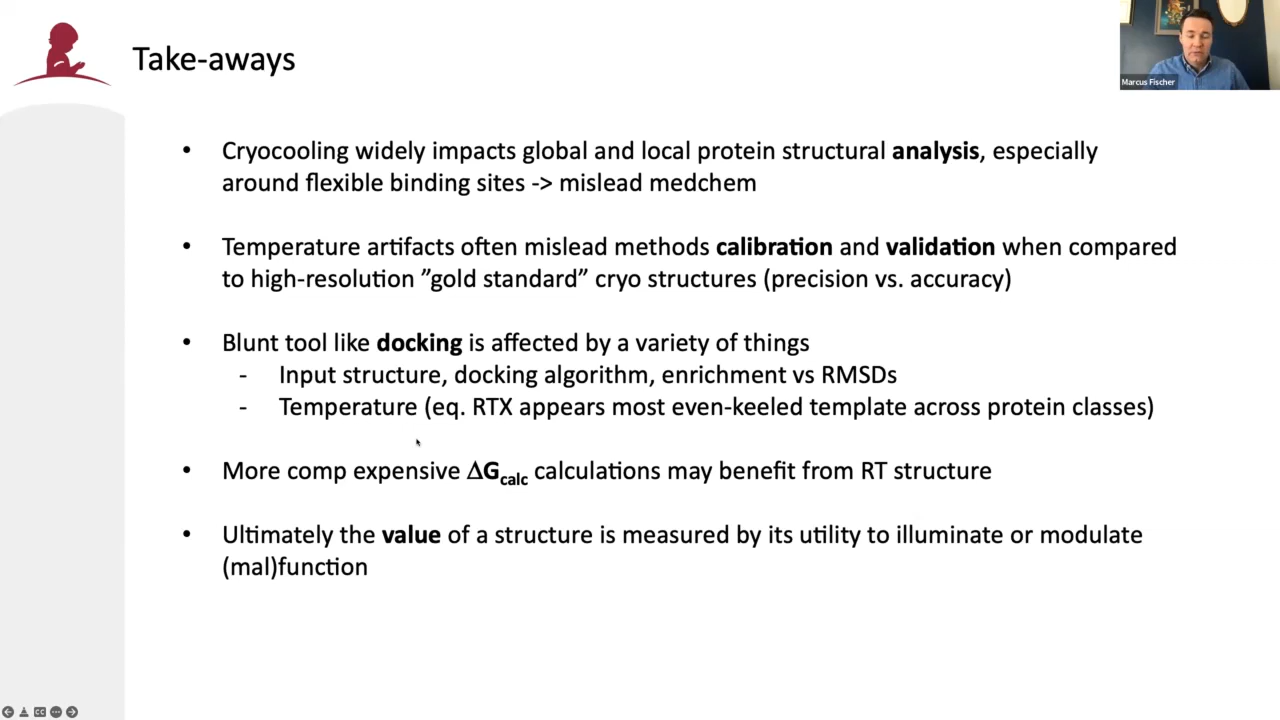 Take-aways
Marcus Fischer
• Cryocooling widely impacts global and local protein structural analysis, especially
around flexible binding sites -> mislead medchem
• Temperature artifacts often mislead methods calibration and validation when compared
to high-resolution ”gold standard” cryo structures (precision vs. accuracy)
• Blunt tool like docking is affected by a variety of things
- Input structure, docking algorithm, enrichment vs RMSDs
- Temperature (eq. RTX appears most even-keeled template across protein classes)
• More comp expensive ΔGcalc calculations may benefit from RT structure
• Ultimately the value of a structure is measured by its utility to illuminate or modulate
(mal)function
CC